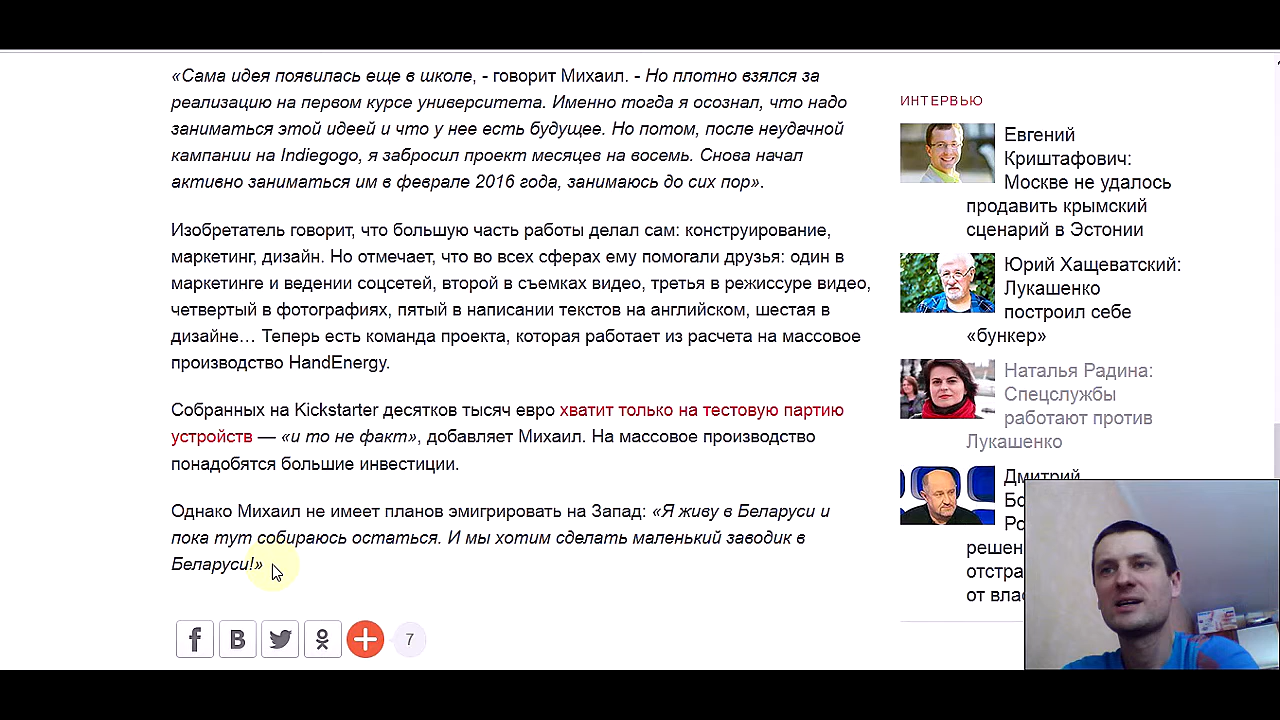 «Сама идея появилась еще в школе, - говорит Михаил. - Но плотно взялся за
реализацию на первом курсе университета. Именно тогда я осознал, что надо
заниматься этой идеей и что у нее есть будущее. Но потом, после неудачной
кампании на Indiegogo, я забросил проект месяцев на восемь. Снова начал
активно заниматься им в феврале 2016 года, занимаюсь до сих пор».
Изобретатель говорит, что большую часть работы делал сам: конструирование,
маркетинг, дизайн. Но отмечает, что во всех сферах ему помогали друзья: один в
маркетинге и ведении соцсетей, второй в съемках видео, третья в режиссуре видео,
четвертый в фотографиях, пятый в написании текстов на английском, шестая в
дизайне… Теперь есть команда проекта, которая работает из расчета на массовое
производство HandEnergy.
Собранных на Kickstarter десятков тысяч евро хватит только на тестовую партию
устройств — «и то не факт», добавляет Михаил. На массовое производство
понадобятся большие инвестиции.
Однако Михаил не имеет планов эмигрировать на Запад: «Я живу в Беларуси и
пока тут собираюсь остаться. И мы хотим сделать маленький заводик в
Беларуси!»
7
ИНТЕРВЬЮ
Евгений
Криштафович:
Москве не удалось
продавить крымский
сценарий в Эстонии
Юрий Хащеватский:
Лукашенко
построил себе
«бункер»
Наталья Радина:
Спецслужбы
работают против
Лукашенко
Дмитрий
Бо
Ро
решен
отстра
от вла